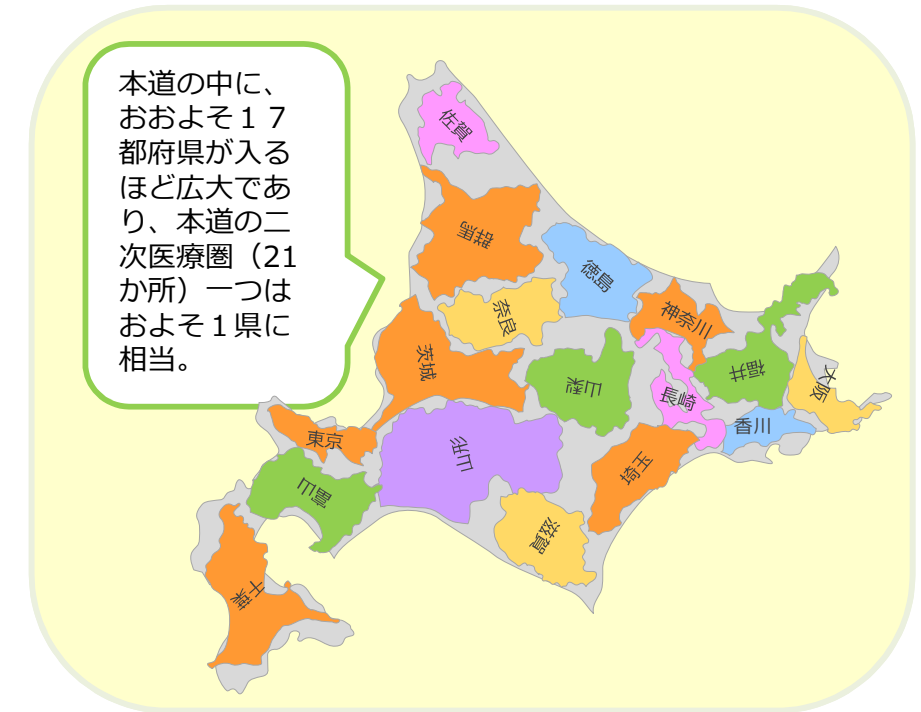 本道の中に、
おおよそ１７
都府県が入る
ほど広大であ
り、本道の二
次医療圏（21
か所）一つは
およそ１県に
相当。
佐賀
群馬
徳島
奈良
神奈川
茨城
山梨
福井
大阪
長崎
香川
東京
山形
埼玉
富山
滋賀
千葉